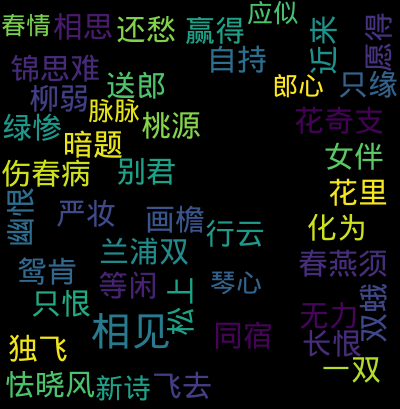 春情 相思 还愁 赢得 应似 近来 愿得
锦思难 送郎 自持 郎心 只缘
柳弱 脉脉
绿惨 暗题 桃源 花奇支
伤春病 别君 女伴
幽恨 严妆 画檐 花里
兰浦双 行云 化为
鸳肯 等闲 琴心 春燕须
只恨 松上 无力 双蛾
独飞 相见 同宿 长恨
怯晓风 新诗 飞去 一双